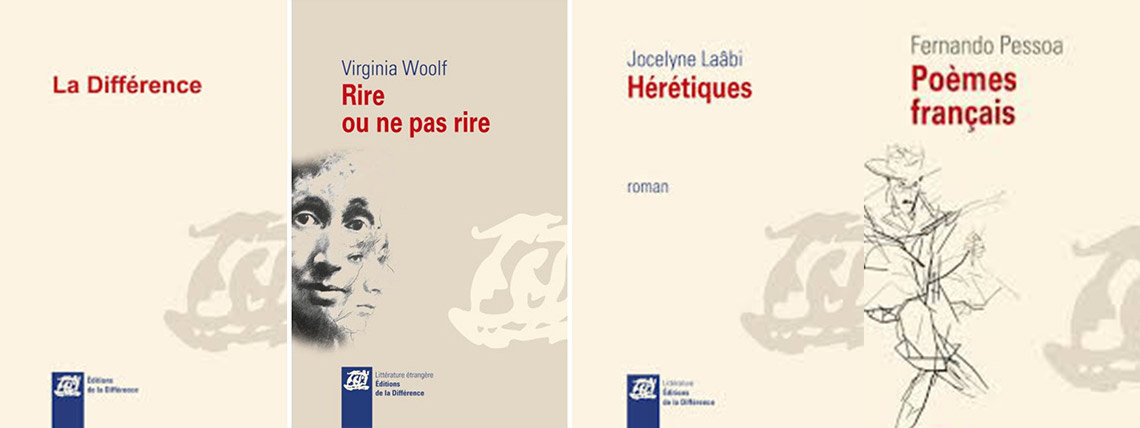 La Différence
Éditions
de la Différence
Virginia Woolf
Rire
ou ne pas rire
Littérature étrangère
Éditions
de la Différence
Jocelyne Laâbi
Hérétiques
roman
Littérature
Éditions
de la Différence
Fernando Pessoa
Poèmes
français